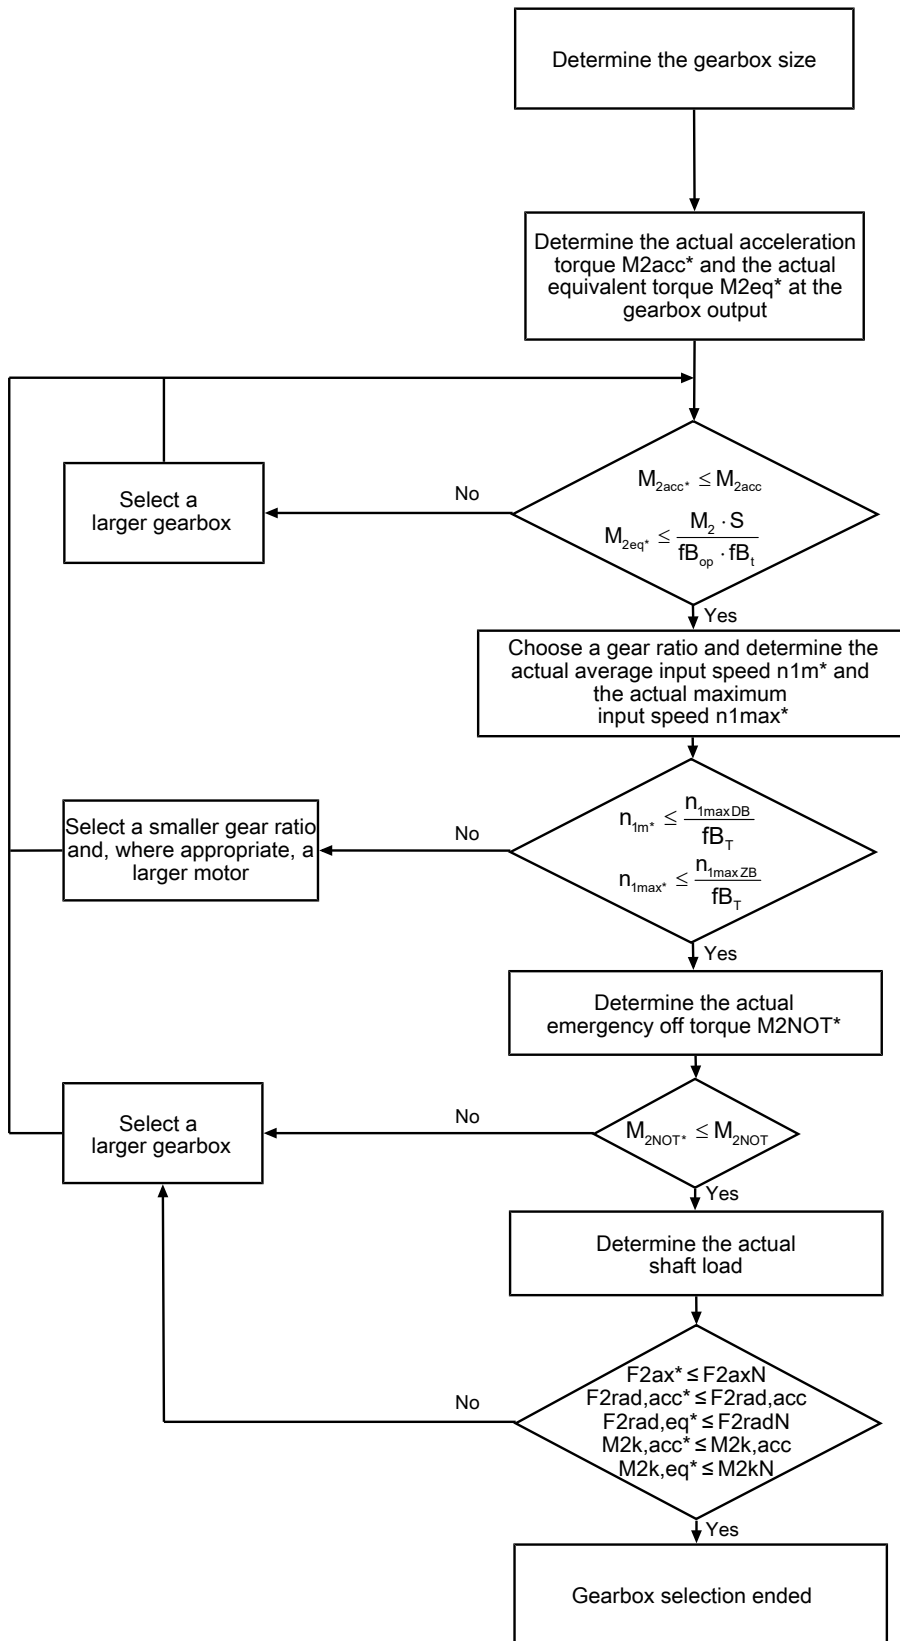 Determine the gearbox size
Determine the actual acceleration
torque M2acc* and the actual
equivalent torque M2eq* at the
gearbox output
Select a
larger gearbox
No
M2acc* ≤ M2acc
M2eq* ≤ M2 · S / fBop · fBt
Yes
Choose a gear ratio and determine the
actual average input speed n1m* and
the actual maximum
input speed n1max*
Select a smaller gear ratio
and, where appropriate, a
larger motor
No
n1m* ≤ n1maxDB / fBT
n1max* ≤ n1maxZB / fBT
Yes
Determine the actual
emergency off torque M2NOT*
Select a
larger gearbox
No
M2NOT* ≤ M2NOT
Yes
Determine the actual
shaft load
No
F2ax* ≤ F2axN
F2rad,acc* ≤ F2rad,acc
F2rad,eq* ≤ F2radN
M2k,acc* ≤ M2k,acc
M2k,eq* ≤ M2kN
Yes
Gearbox selection ended